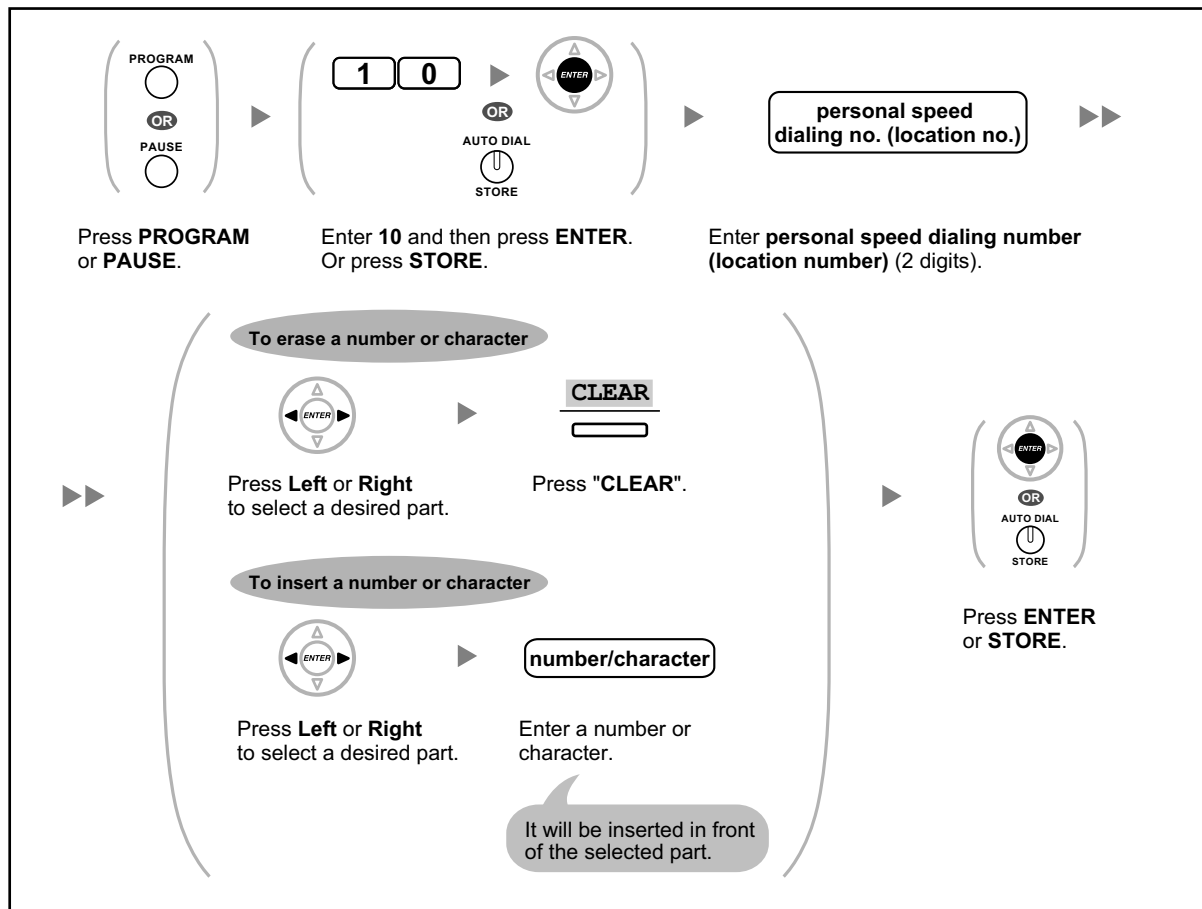 PROGRAM
OR
PAUSE
1 0
ENTER
OR
AUTO DIAL
STORE
personal speed
dialing no. (location no.)
Press PROGRAM
or PAUSE.
Enter 10 and then press ENTER.
Or press STORE.
Enter personal speed dialing number
(location number) (2 digits).
To erase a number or character
ENTER
CLEAR
Press Left or Right
to select a desired part.
Press "CLEAR".
To insert a number or character
ENTER
number/character
Press Left or Right
to select a desired part.
Enter a number or
character.
It will be inserted in front
of the selected part.
ENTER
OR
AUTO DIAL
STORE
Press ENTER
or STORE.